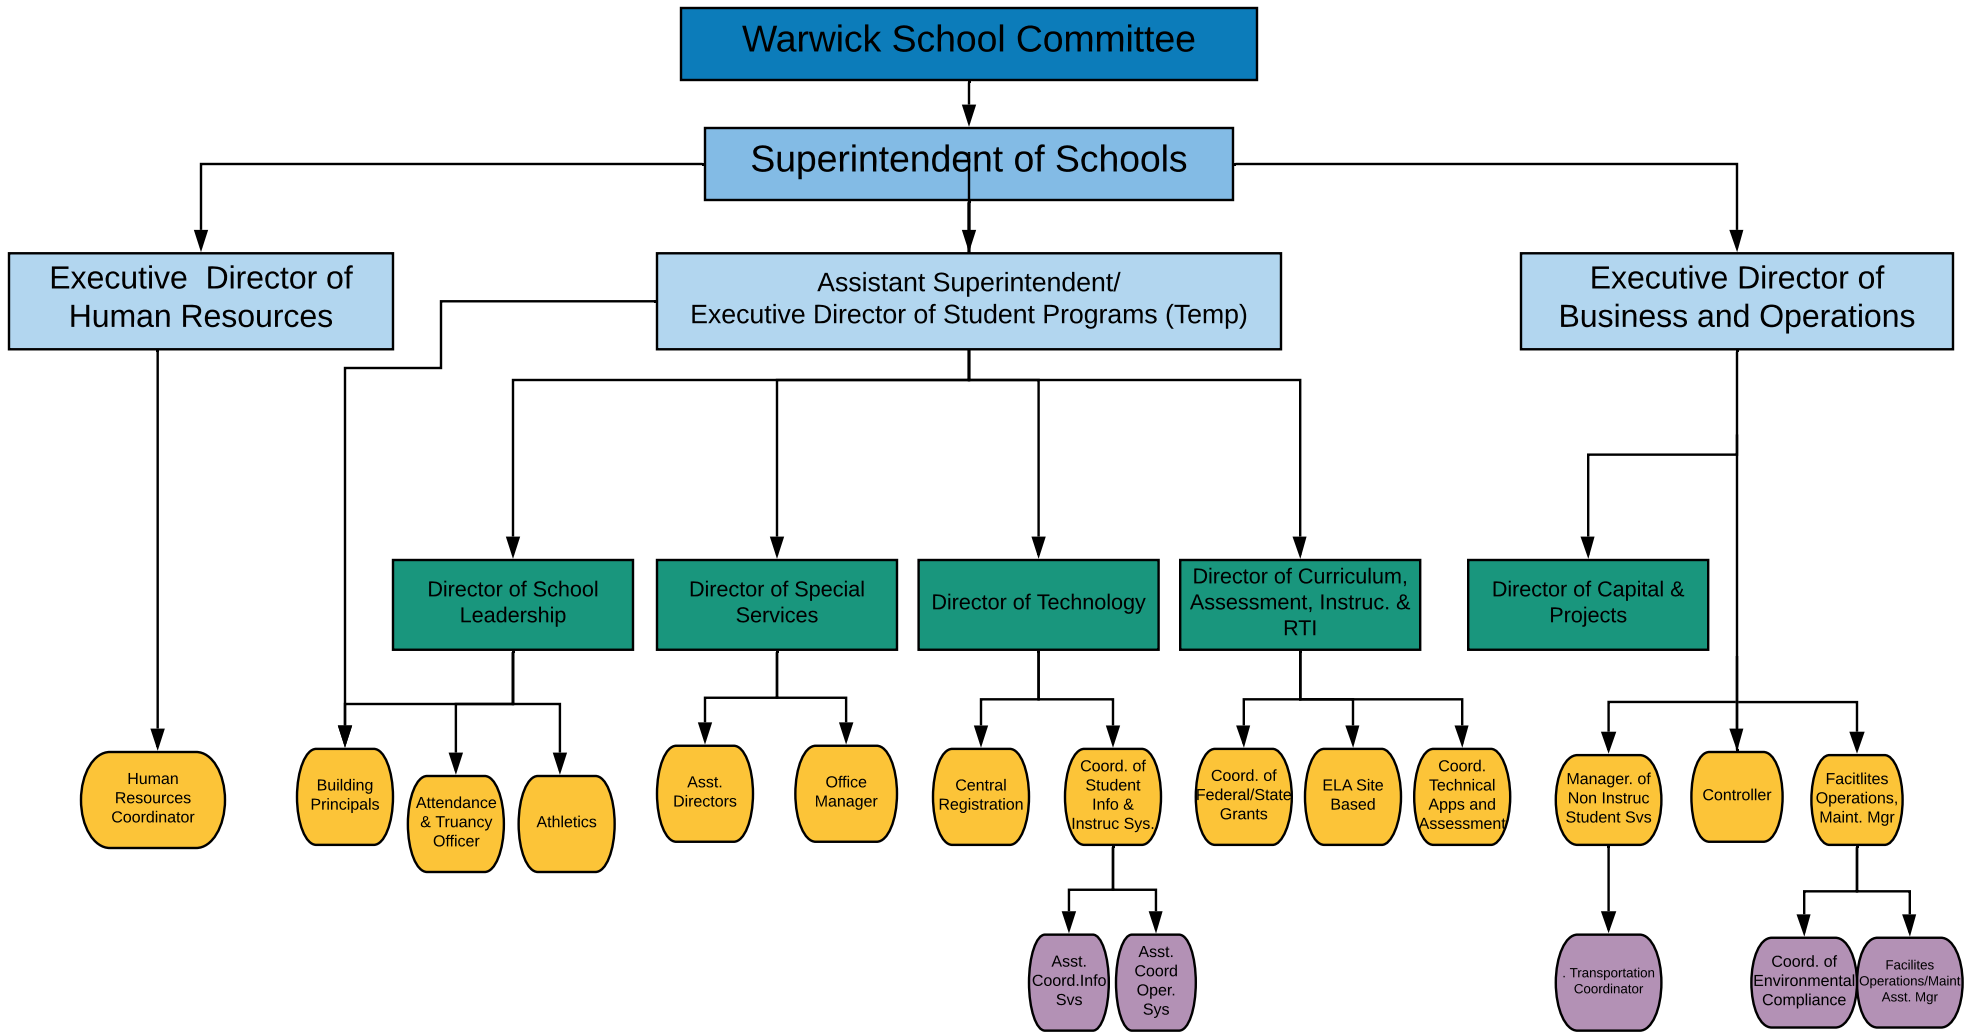 Warwick School Committee
Superintendent of Schools
Executive  Director of
Human Resources
Assistant Superintendent/
Executive Director of Student Programs (Temp)
Executive Director of
Business and Operations
Director of School
Leadership
Director of Special
Services
Director of Technology
Director of Curriculum,
Assessment, Instruc. &
RTI
Director of Capital &
Projects
Human
Resources
Coordinator
Building
Principals
Attendance
& Truancy
Officer
Athletics
Asst.
Directors
Office
Manager
Central
Registration
Coord. of
Student
Info &
Instruc Sys.
Coord. of
Federal/State
Grants
ELA Site
Based
Coord.
Technical
Apps and
Assessment
Manager. of
Non Instruc
Student Svs
Controller
Facitlites
Operations,
Maint. Mgr
Asst.
Coord.Info
Svs
Asst.
Coord
Oper.
Sys
. Transportation
Coordinator
Coord. of
Environmental
Compliance
Facilites
Operations/Maint
Asst. Mgr